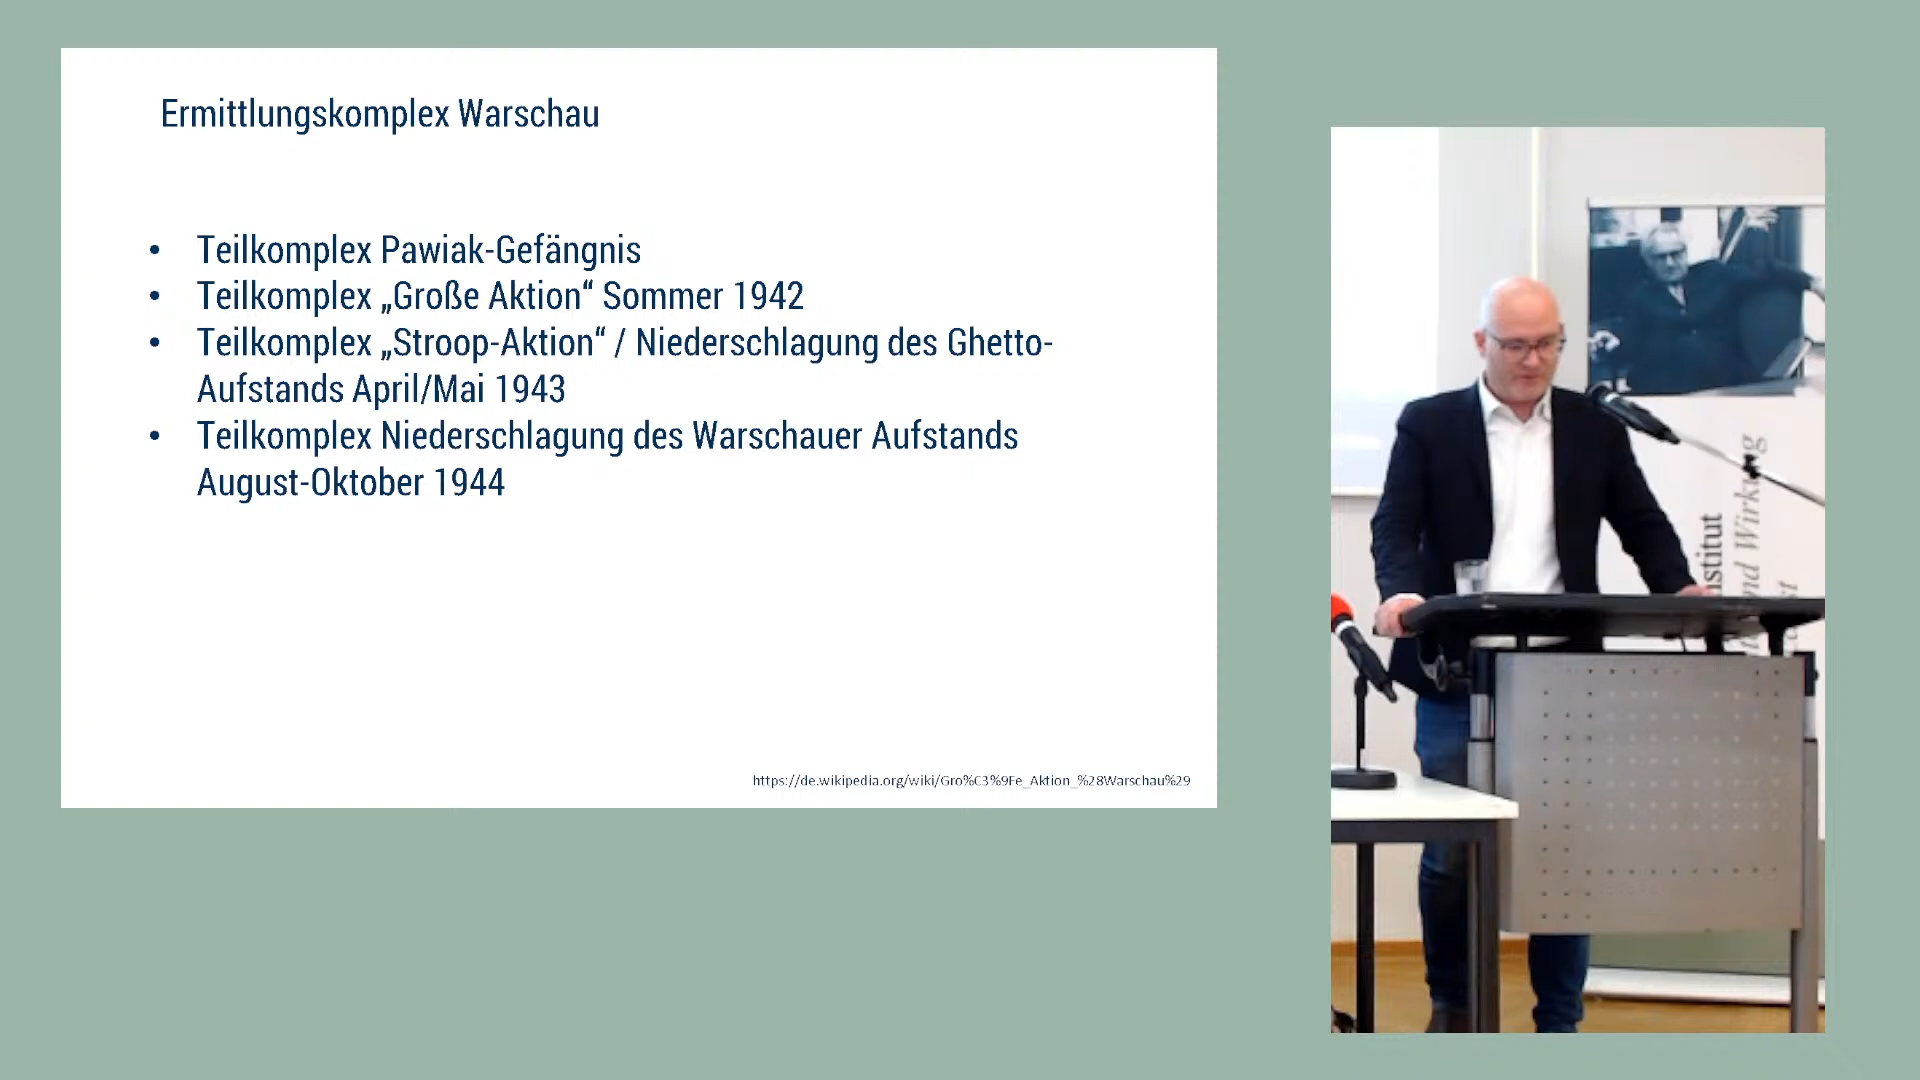 Ermittlungskomplex Warschau
• Teilkomplex Pawiak-Gefängnis
• Teilkomplex „Große Aktion“ Sommer 1942
• Teilkomplex „Stroop-Aktion“ / Niederschlagung des Ghetto-
Aufstands April/Mai 1943
• Teilkomplex Niederschlagung des Warschauer Aufstands
August-Oktober 1944
https://de.wikipedia.org/wiki/Gro%C3%9Fe_Aktion_%28Warschau%29